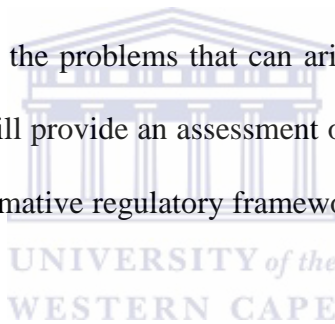 the problems that can ari
ill provide an assessment o
mative regulatory framewo
UNIVERSITY of the
WESTERN CAPE